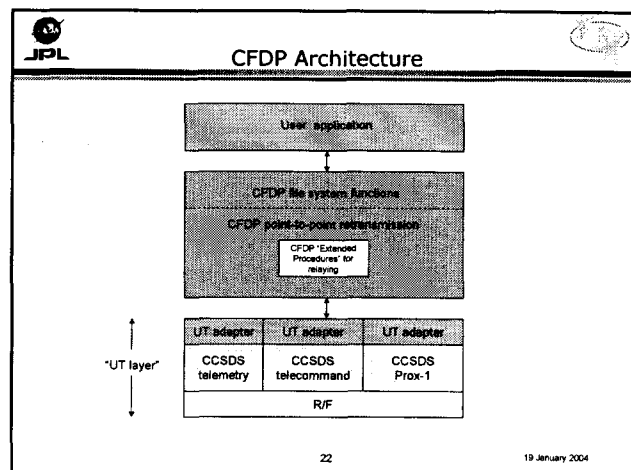 JPL
CFDP Architecture
User application
CFDP file system functions
CFDP point-to-point retransmission
CFDP "Extended
Procedures" for
relaying
UT adapter
UT adapter
UT adapter
"UT layer"
CCSDS
telemetry
CCSDS
telecommand
CCSDS
Prox-1
R/F
22
19 January 2004